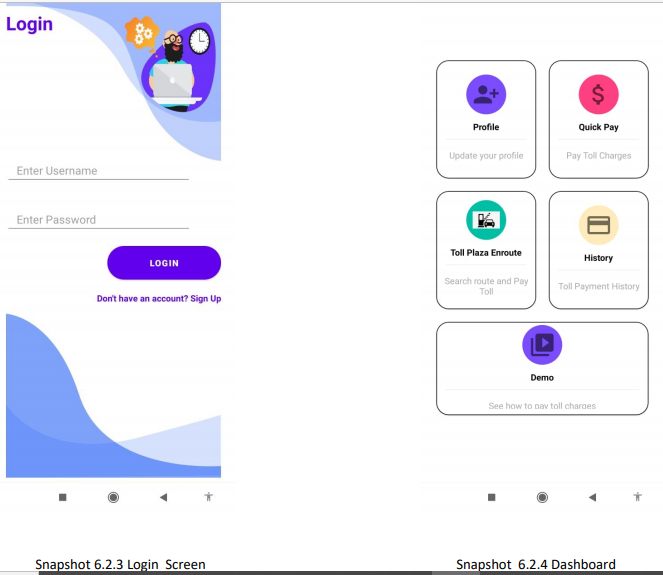 Login
Enter Username
Enter Password
LOGIN
Don't have an account? Sign Up
Snapshot 6.2.3 Login Screen
Profile
Update your profile
Quick Pay
Pay Toll Charges
Toll Plaza Enroute
Search route and Pay
Toll
History
Toll Payment History
Demo
See how to pay toll charges
Snapshot 6.2.4 Dashboard